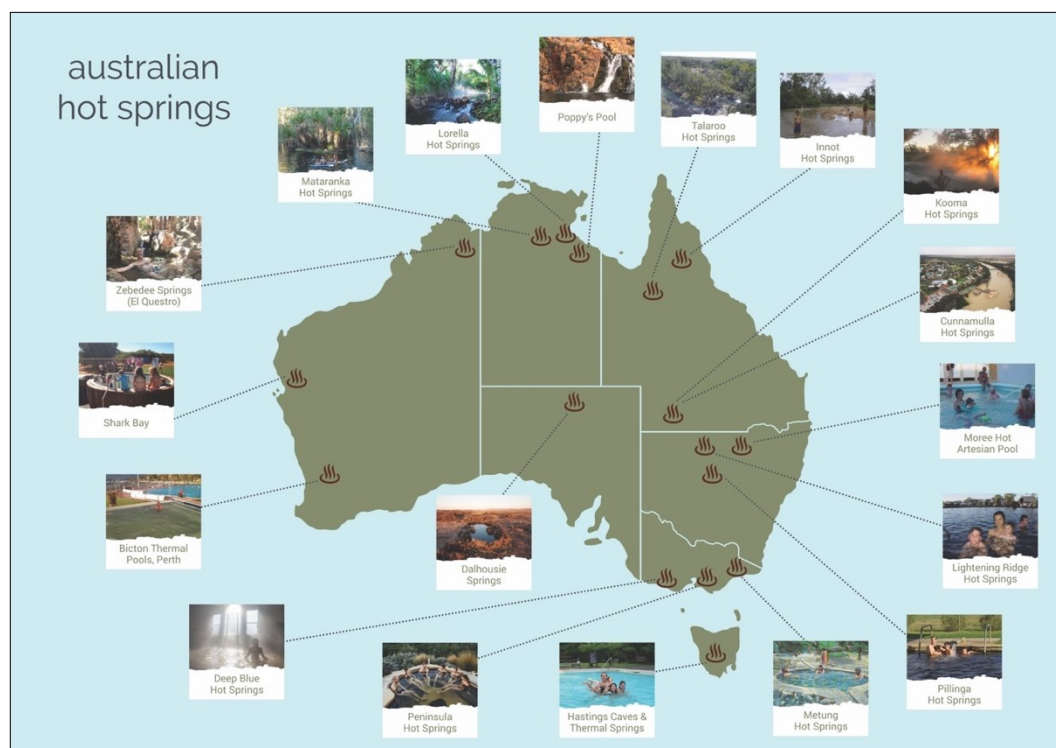 australian
hot springs
Lorella
Hot Springs
Poppy's Pool
Talaroo
Hot Springs
Innot
Hot Springs
Mataranka
Hot Springs
Kooma
Hot Springs
Zebedee Springs
(El Questro)
Cunnamulla
Hot Springs
Shark Bay
Moree Hot
Artesian Pool
Bicton Thermal
Pools, Perth
Dalhousie
Springs
Lightening Ridge
Hot Springs
Deep Blue
Hot Springs
Peninsula
Hot Springs
Hastings Caves &
Thermal Springs
Metung
Hot Springs
Pillinga
Hot Springs